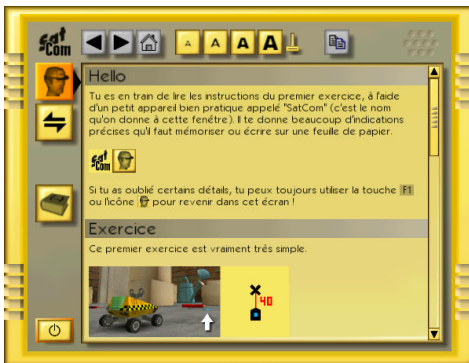 Sat
Com
A A A A
Hello
Tu es en train de lire les instructions du premier exercice, à l'aide
d'un petit appareil bien pratique appelé "SatCom" (c'est le nom
qu'on donne à cette fenêtre). Il te donne beaucoup d'indications
précises qu'il faut mémoriser ou écrire sur une feuille de papier.
Sat
Com
Si tu as oublié certains détails, tu peux toujours utiliser la touche F1
ou l'icône pour revenir dans cet écran !
Exercice
Ce premier exercice est vraiment très simple.
40